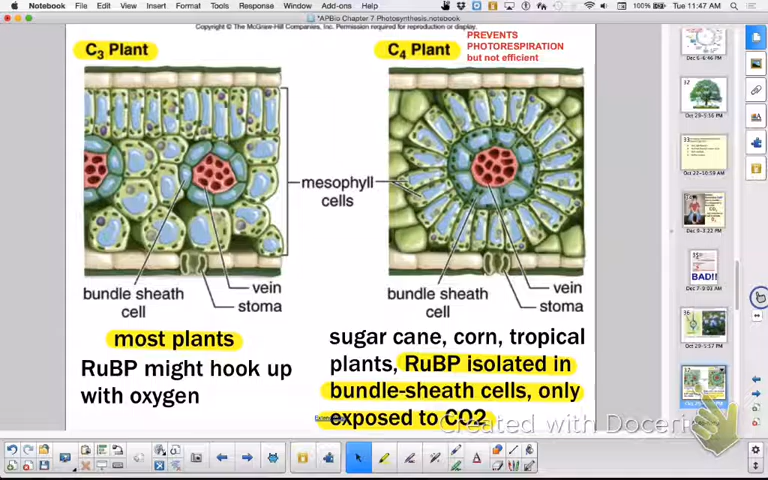 Notebook File Edit View Insert Format Tools Window Add-ons Help 100% Tue 11:47 AM
*APBio Chapter 7 Photosynthesis.notebook
Copyright © The McGraw-Hill Companies, Inc. Permission required for reproduction or display.
C3 Plant
C4 Plant
PREVENTS
PHOTORESPIRATION
but not efficient
mesophyll
cells
bundle sheath
cell
vein
stoma
bundle sheath
cell
vein
stoma
most plants
RuBP might hook up
with oxygen
sugar cane, corn, tropical
plants, RuBP isolated in
bundle-sheath cells, only
exposed to CO2
Created with Doceri
BAD!!